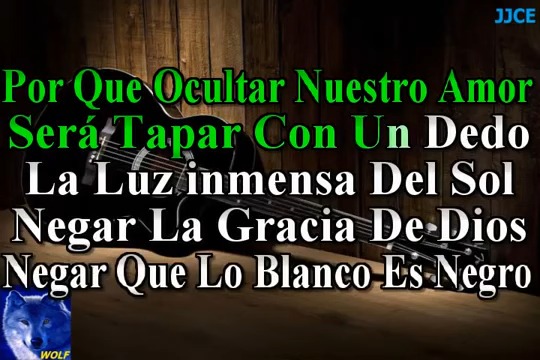 JJCE
Por Que Ocultar Nuestro Amor
Será Tapar Con Un Dedo
La Luz inmensa Del Sol
Negar La Gracia De Dios
Negar Que Lo Blanco Es Negro
WOLF